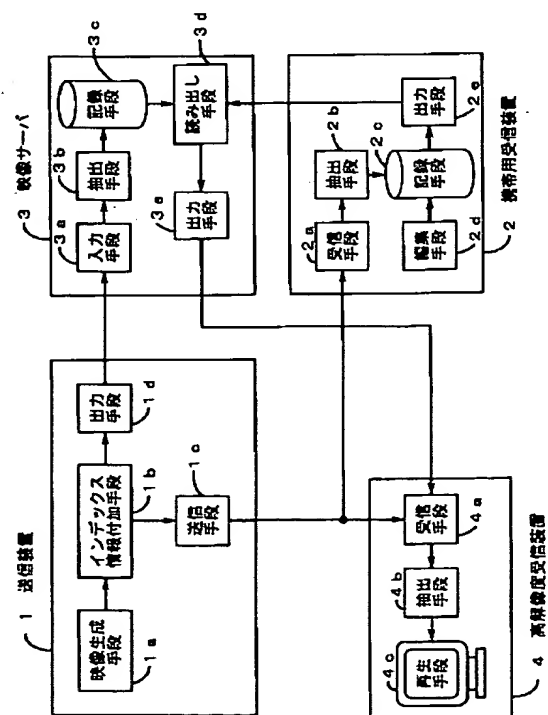 1 送信装置
映像生成
手段
1a
インデックス
情報付加手段
1b
出力
手段
1d
送信
手段
1c
3 映像サーバ
入力
手段
3a
抽出
手段
3b
記録
手段
3c
読み出し
手段
3d
出力
手段
3e
受信
手段
2a
抽出
手段
2b
記録
手段
2c
編集
手段
2d
出力
手段
2e
2 携帯用受信装置
受信
手段
4a
抽出
手段
4b
再生
手段
4c
4 高解像度受信装置